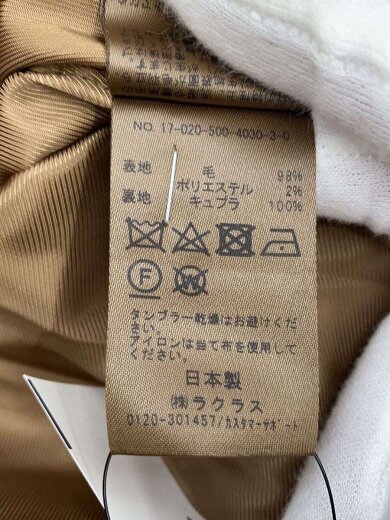 NO. 17-020-500-4030-3-0
表地 毛 98%
ポリエステル 2%
裏地 キュプラ 100%
F W
タンブラー乾燥はお避けくだ
さい。
アイロンは当て布を使用して
ください。
日本製
㈱ラクラス
0120-301457/カスタマーサポート